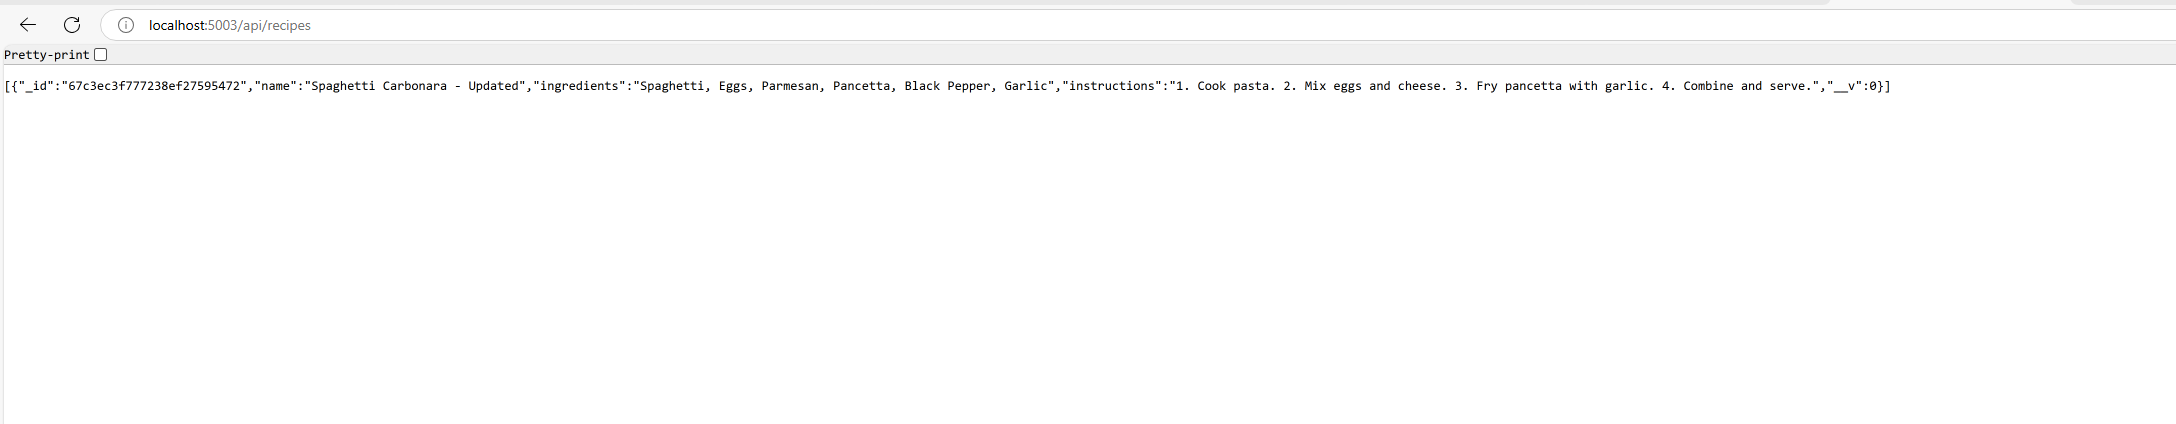 localhost:5003/api/recipes
Pretty-print
[{"_id":"67c3ec3f777238ef27595472","name":"Spaghetti Carbonara - Updated","ingredients":"Spaghetti, Eggs, Parmesan, Pancetta, Black Pepper, Garlic","instructions":"1. Cook pasta. 2. Mix eggs and cheese. 3. Fry pancetta with garlic. 4. Combine and serve.","__v":0}]